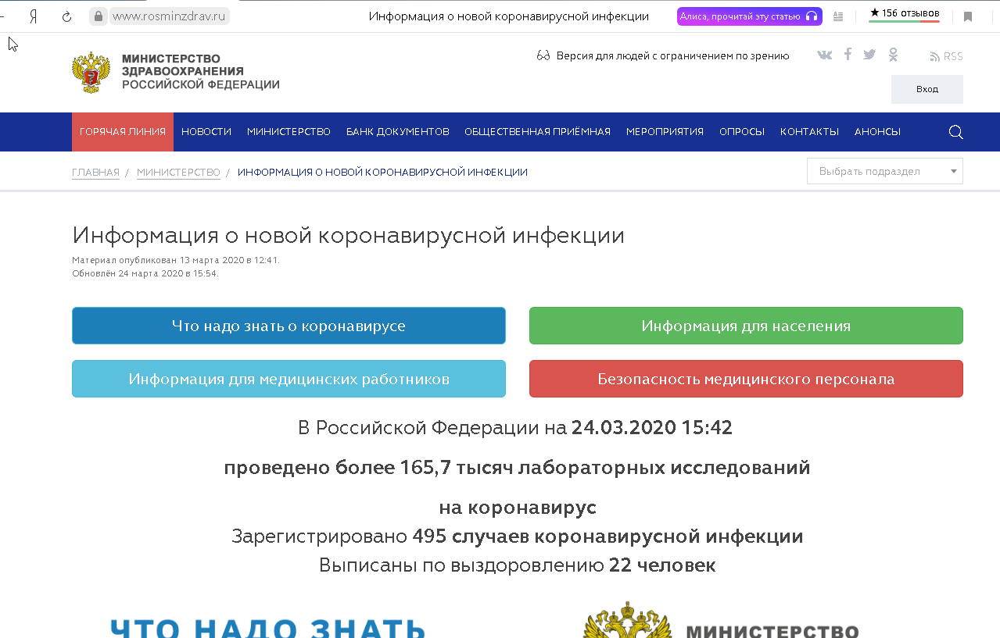 Я www.rosminzdrav.ru Информация о новой коронавирусной инфекции Алиса, прочитай эту статью ★ 156 отзывов
МИНИСТЕРСТВО
ЗДРАВООХРАНЕНИЯ
РОССИЙСКОЙ ФЕДЕРАЦИИ
Версия для людей с ограничением по зрению RSS
Вход
ГОРЯЧАЯ ЛИНИЯ НОВОСТИ МИНИСТЕРСТВО БАНК ДОКУМЕНТОВ ОБЩЕСТВЕННАЯ ПРИЁМНАЯ МЕРОПРИЯТИЯ ОПРОСЫ КОНТАКТЫ АНОНСЫ
ГЛАВНАЯ / МИНИСТЕРСТВО / ИНФОРМАЦИЯ О НОВОЙ КОРОНАВИРУСНОЙ ИНФЕКЦИИ Выбрать подраздел
Информация о новой коронавирусной инфекции
Материал опубликован 13 марта 2020 в 12:41.
Обновлён 24 марта 2020 в 15:54.
Что надо знать о коронавирусе Информация для населения
Информация для медицинских работников Безопасность медицинского персонала
В Российской Федерации на 24.03.2020 15:42
проведено более 165,7 тысяч лабораторных исследований
на коронавирус
Зарегистрировано 495 случаев коронавирусной инфекции
Выписаны по выздоровлению 22 человек
ЧТО НАДО ЗНАТЬ МИНИСТЕРСТВО